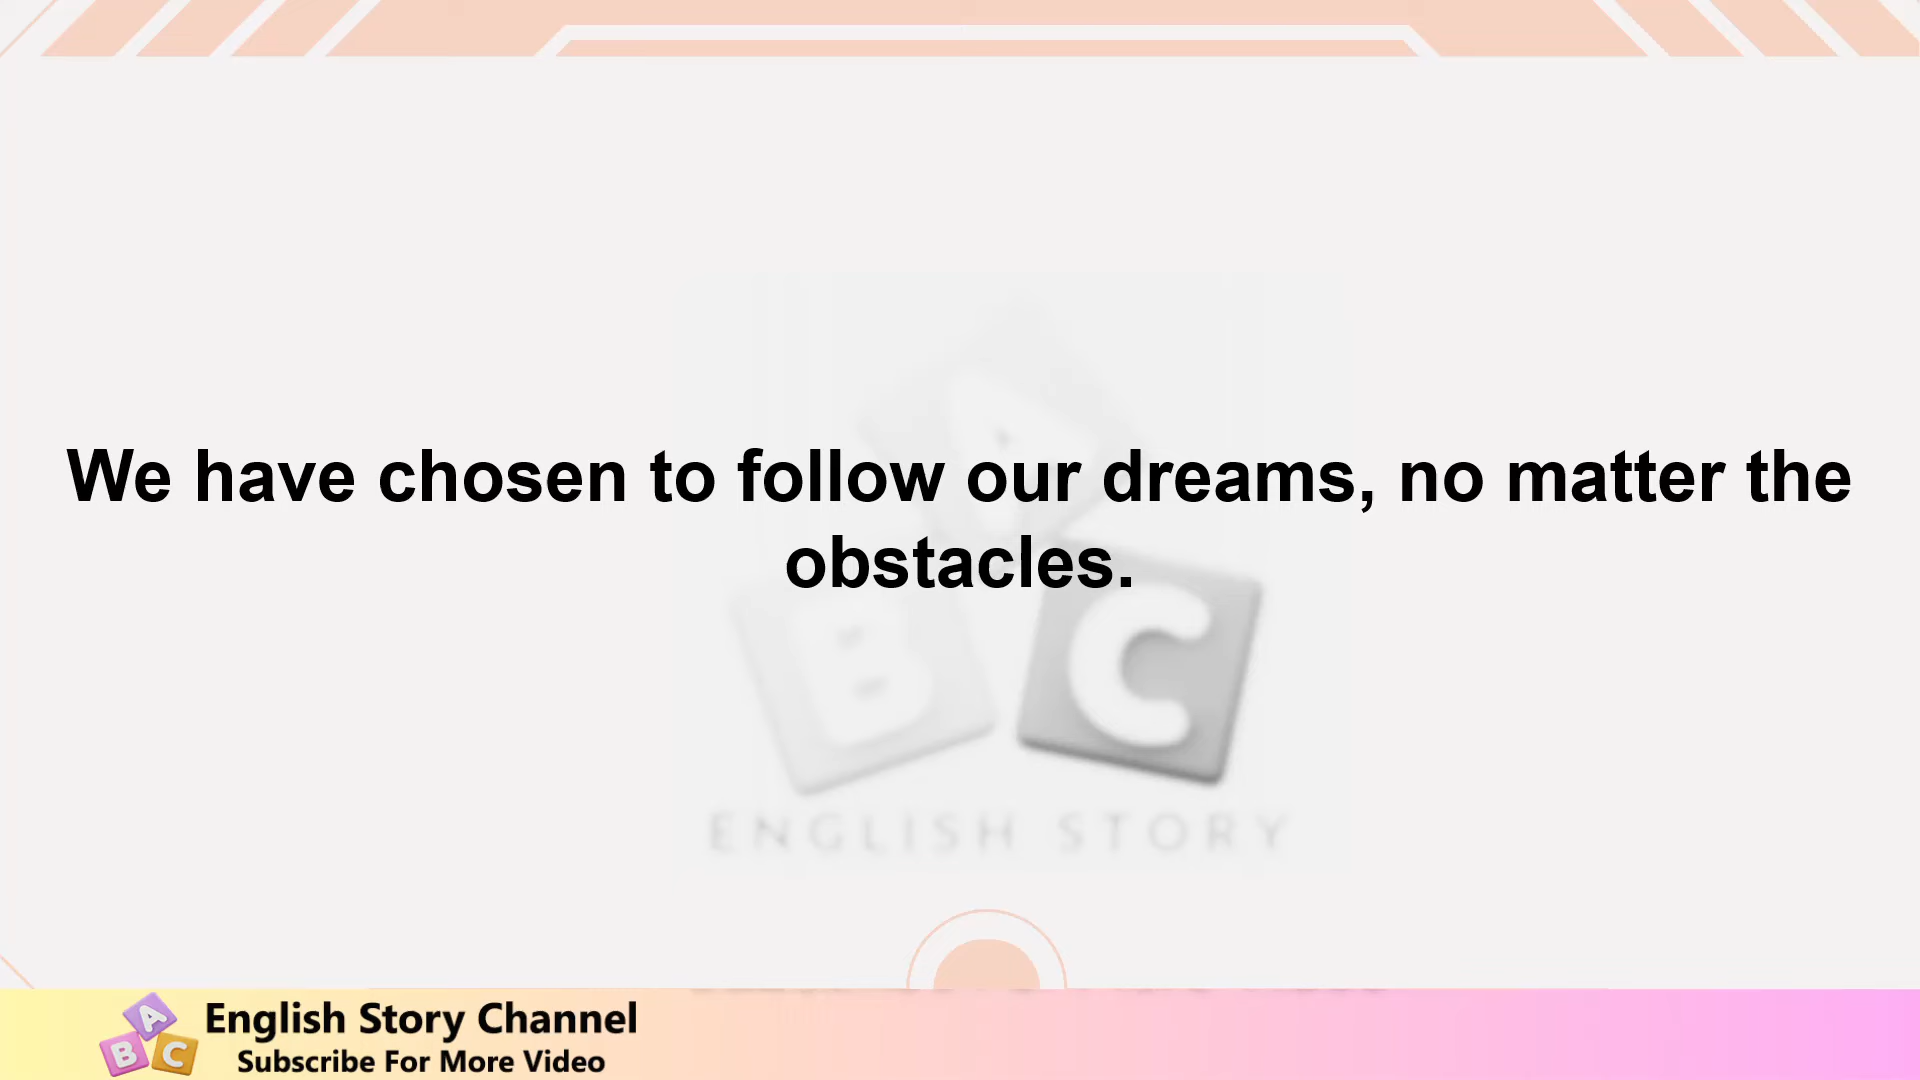 We have chosen to follow our dreams, no matter the
obstacles.
A
B
C
ENGLISH STORY
A
B
C
English Story Channel
Subscribe For More Video